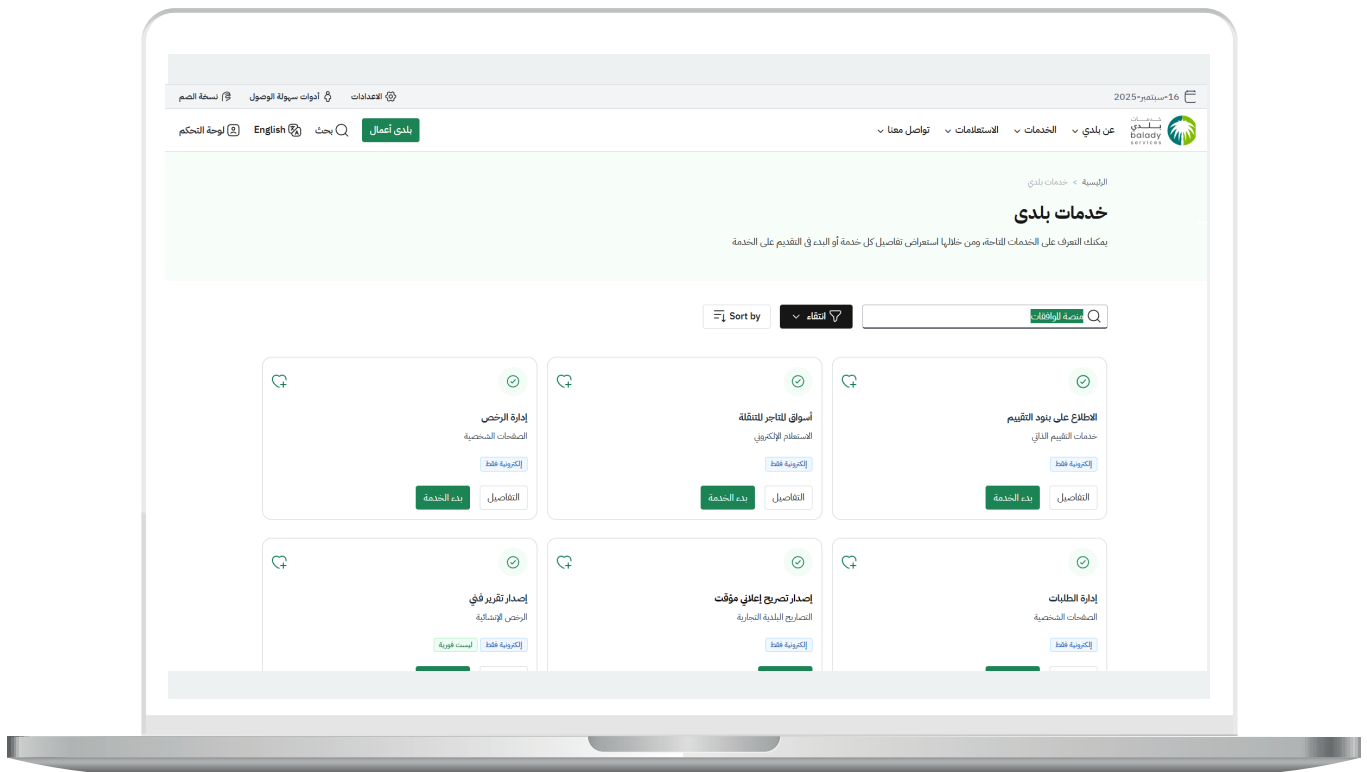 16-سبتمبر-2025
الاعدادات
أدوات سهولة الوصول
نسخة الصم
خدمات
بلدي
balady
services
عن بلدي
الخدمات
الاستعلامات
تواصل معنا
بلدي أعمال
بحث
English
لوحة التحكم
الرئيسية > خدمات بلدي
خدمات بلدي
يمكنك التعرف على الخدمات المتاحة، ومن خلالها استعراض تفاصيل كل خدمة أو البدء في التقديم على الخدمة
منصة الموافقات
انتقاء
Sort by
الاطلاع على بنود التقييم
خدمات التقييم الذاتي
إلكترونية فقط
التفاصيل
بدء الخدمة
أسواق المتاجر المتنقلة
الاستعلام الإلكتروني
إلكترونية فقط
التفاصيل
بدء الخدمة
إدارة الرخص
الصفحات الشخصية
إلكترونية فقط
التفاصيل
بدء الخدمة
إدارة الطلبات
الصفحات الشخصية
إلكترونية فقط
إصدار تصريح إعلاني مؤقت
التصاريح البلدية التجارية
إلكترونية فقط
إصدار تقرير فني
الرخص الإنشائية
إلكترونية فقط
ليست فورية